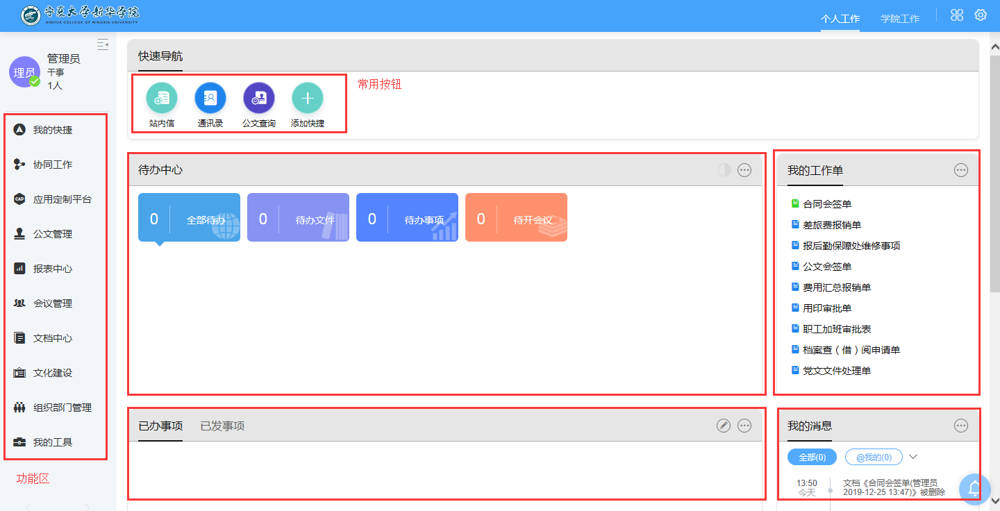 宁夏大学新华学院
XINHUA COLLEGE OF NINGXIA UNIVERSITY
个人工作
学院工作
理员
管理员
干事
1人
我的快捷
协同工作
CAP
应用定制平台
公文管理
报表中心
会议管理
文档中心
文化建设
组织部门管理
我的工具
功能区
快速导航
站内信
通讯录
公文查询
添加快捷
常用按钮
待办中心
0 全部待办
0 待办文件
0 待办事项
0 待开会议
我的工作单
合同会签单
差旅费报销单
报后勤保障处维修事项
公文会签单
费用汇总报销单
用印审批单
职工加班审批表
档案查（借）阅申请单
党文文件处理单
已办事项 已发事项
我的消息
全部(0) @我的(0)
13:50
今天
文档《合同会签单(管理员
2019-12-25 13:47)》被删除